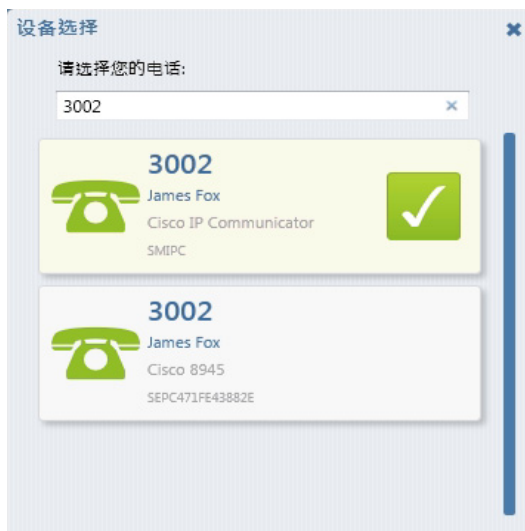 设备选择
请选择您的电话:
3002
3002
James Fox
Cisco IP Communicator
SMIPC
3002
James Fox
Cisco 8945
SEPC471FE43882E